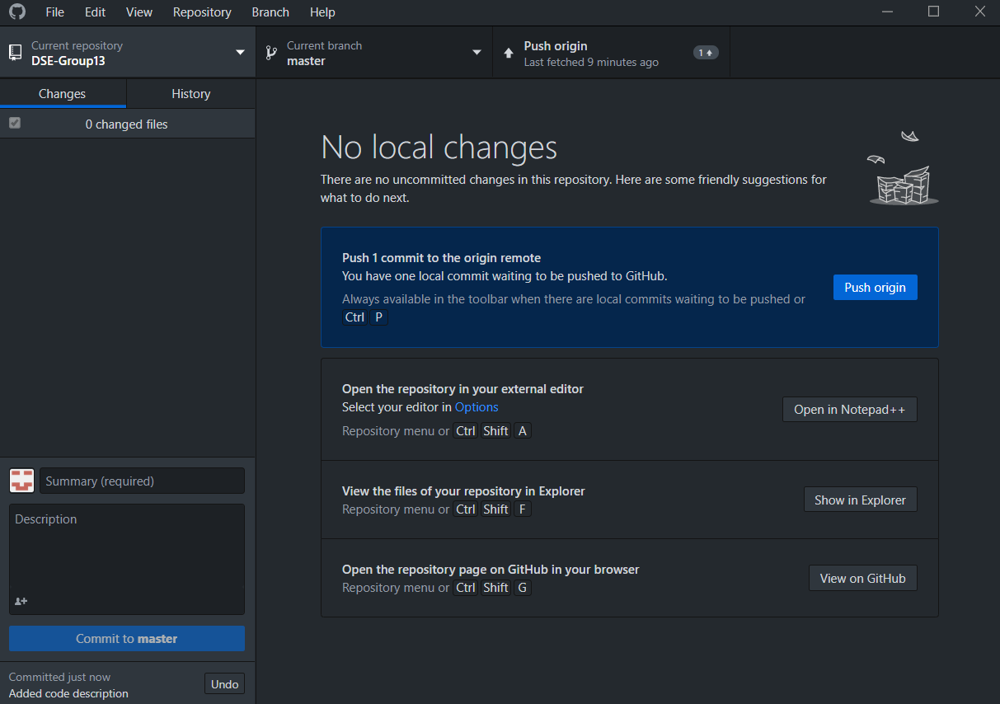 File Edit View Repository Branch Help
Current repository
DSE-Group13
Current branch
master
Push origin
Last fetched 9 minutes ago
1
Changes
History
0 changed files
No local changes
There are no uncommitted changes in this repository. Here are some friendly suggestions for
what to do next.
Push 1 commit to the origin remote
You have one local commit waiting to be pushed to GitHub.
Always available in the toolbar when there are local commits waiting to be pushed or
Ctrl P
Push origin
Open the repository in your external editor
Select your editor in Options
Repository menu or Ctrl Shift A
Open in Notepad++
View the files of your repository in Explorer
Repository menu or Ctrl Shift F
Show in Explorer
Open the repository page on GitHub in your browser
Repository menu or Ctrl Shift G
View on GitHub
Summary (required)
Description
Commit to master
Committed just now
Added code description
Undo